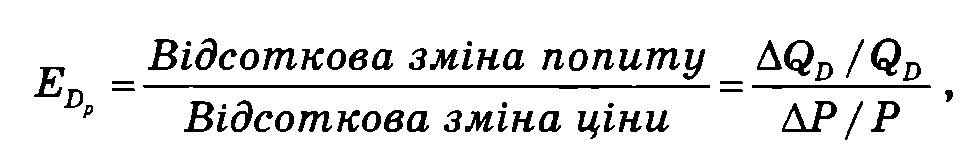 E_{D_p} = Відсоткова зміна попиту / Відсоткова зміна ціни = ΔQ_D / Q_D / ΔP / P ,